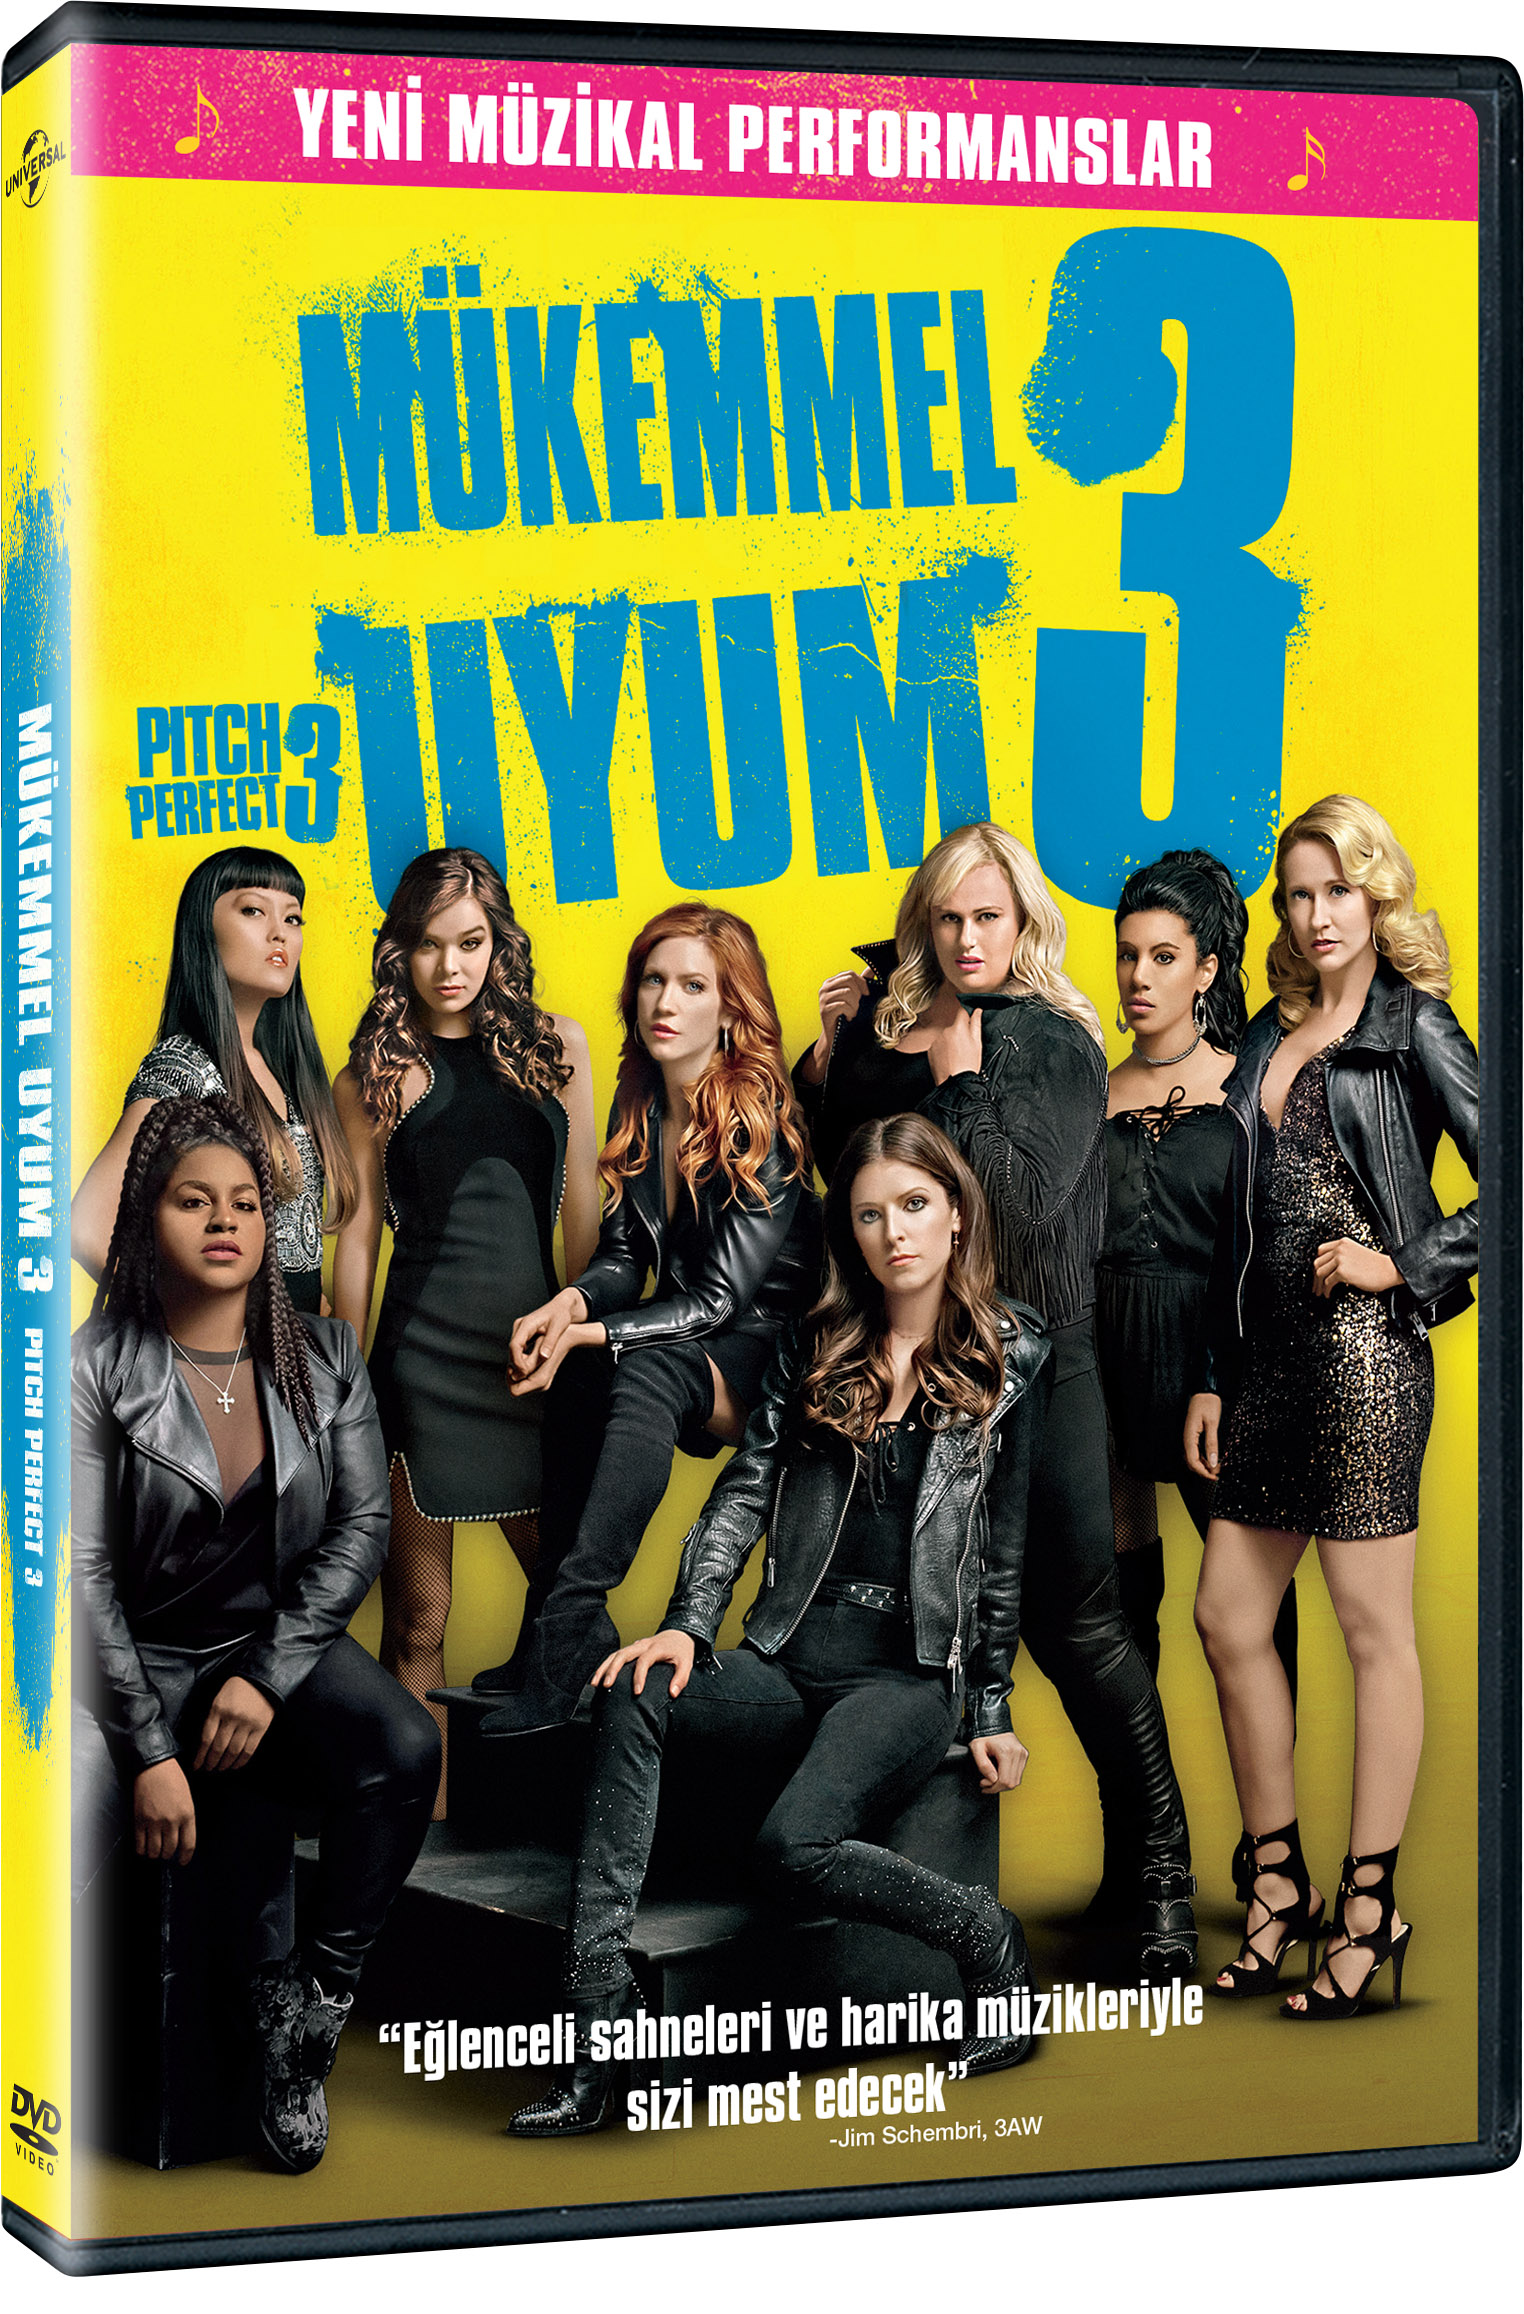 YENİ MÜZİKAL PERFORMANSLAR
MÜKEMMEL
UYUM 3
PITCH
PERFECT 3
“Eğlenceli sahneleri ve harika müzikleriyle
sizi mest edecek”
-Jim Schembri, 3AW
UNIVERSAL
MÜKEMMEL UYUM 3 PITCH PERFECT 3
DVD
VIDEO